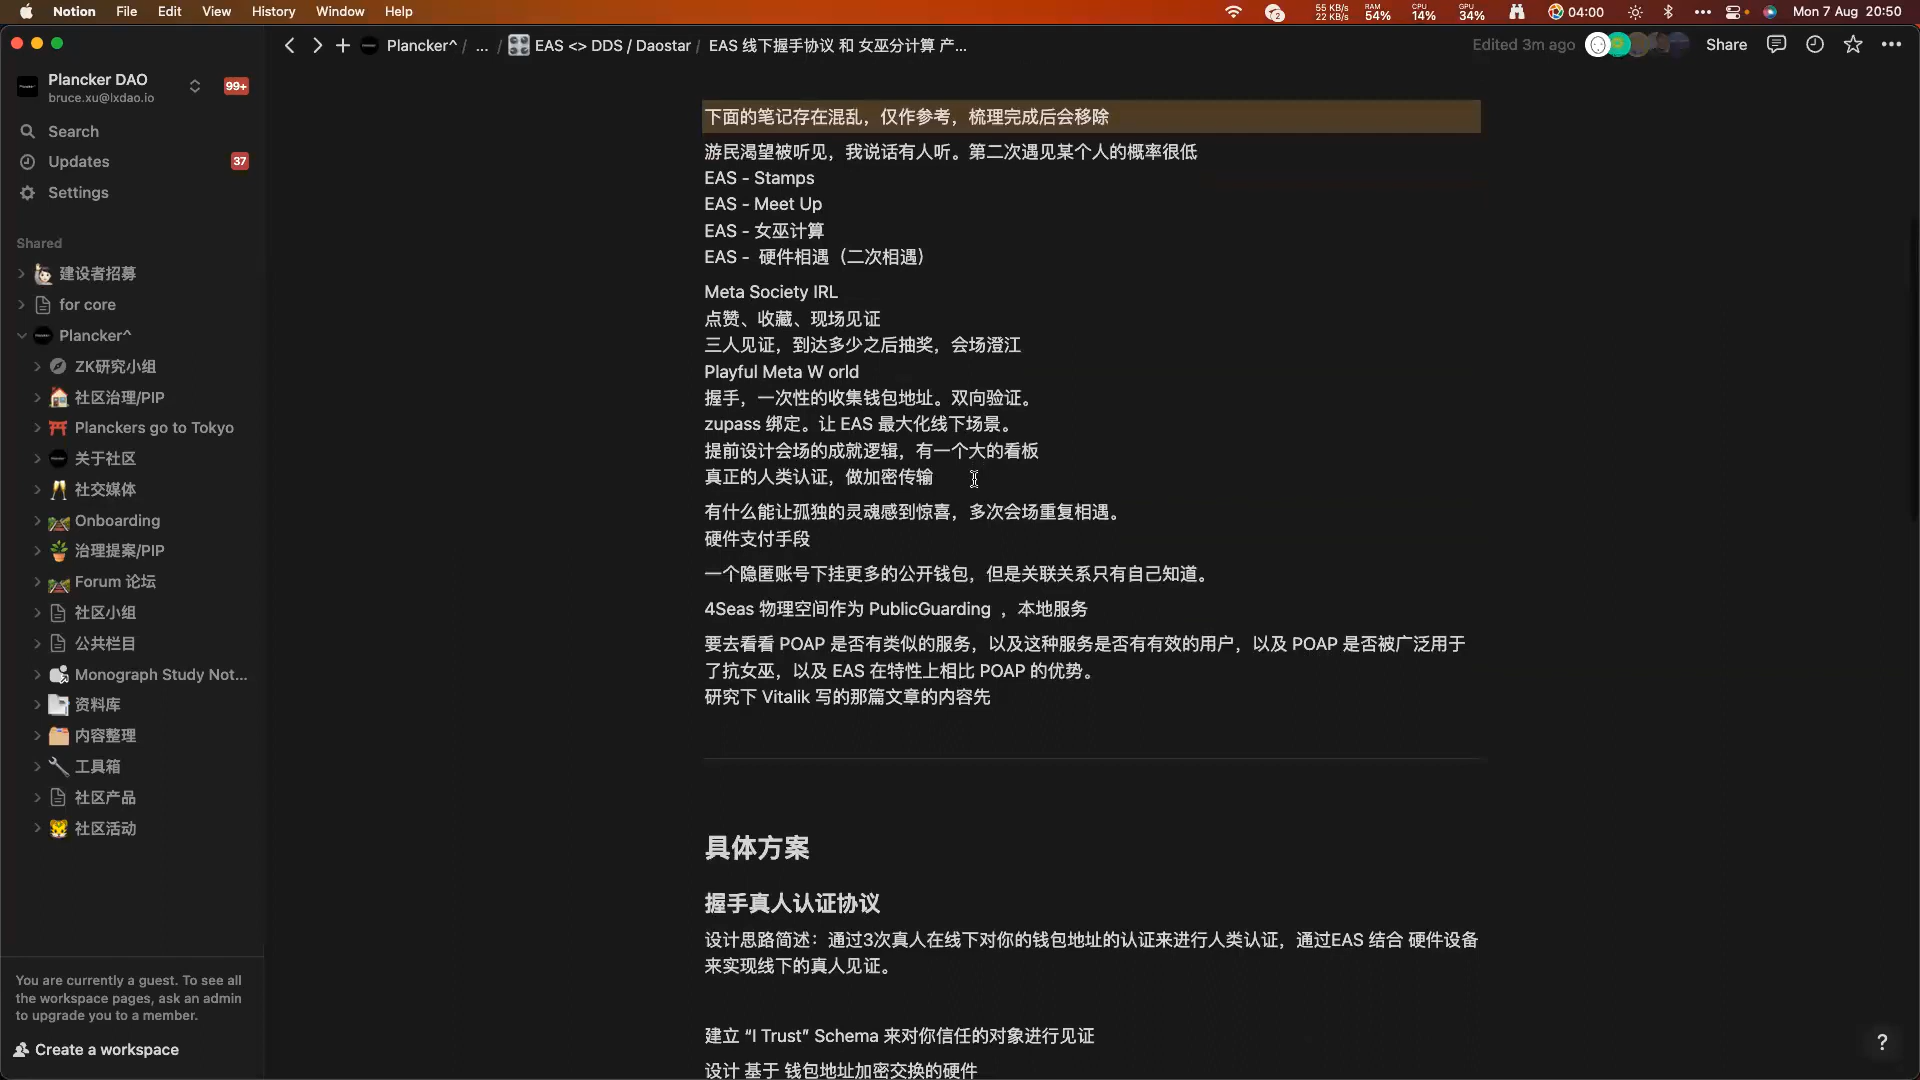 Notion File Edit View History Window Help
2
55 KB/s
22 KB/s
RAM
54%
CPU
14%
GPU
34%
04:00
Mon 7 Aug 20:50
Plancker^ / ... / EAS <> DDS / Daostar / EAS 线下握手协议 和 女巫分计算 产...
Edited 3m ago
Share
Plancker DAO
bruce.xu@lxdao.io
99+
Search
Updates
37
Settings
Shared
建设者招募
for core
Plancker^
ZK研究小组
社区治理/PIP
Planckers go to Tokyo
关于社区
社交媒体
Onboarding
治理提案/PIP
Forum 论坛
社区小组
公共栏目
Monograph Study Not...
资料库
内容整理
工具箱
社区产品
社区活动
You are currently a guest. To see all
the workspace pages, ask an admin
to upgrade you to a member.
Create a workspace
下面的笔记存在混乱，仅作参考，梳理完成后会移除
游民渴望被听见，我说话有人听。第二次遇见某个人的概率很低
EAS - Stamps
EAS - Meet Up
EAS - 女巫计算
EAS - 硬件相遇（二次相遇）
Meta Society IRL
点赞、收藏、现场见证
三人见证，到达多少之后抽奖，会场澄江
Playful Meta W orld
握手，一次性的收集钱包地址。双向验证。
zupass 绑定。让 EAS 最大化线下场景。
提前设计会场的成就逻辑，有一个大的看板
真正的人类认证，做加密传输
有什么能让孤独的灵魂感到惊喜，多次会场重复相遇。
硬件支付手段
一个隐匿账号下挂更多的公开钱包，但是关联关系只有自己知道。
4Seas 物理空间作为 PublicGuarding ，本地服务
要去看看 POAP 是否有类似的服务，以及这种服务是否有有效的用户，以及 POAP 是否被广泛用于
了抗女巫，以及 EAS 在特性上相比 POAP 的优势。
研究下 Vitalik 写的那篇文章的内容先
具体方案
握手真人认证协议
设计思路简述：通过3次真人在线下对你的钱包地址的认证来进行人类认证，通过EAS 结合 硬件设备
来实现线下的真人见证。
建立 “I Trust” Schema 来对你信任的对象进行见证
设计 基于 钱包地址加密交换的硬件
?